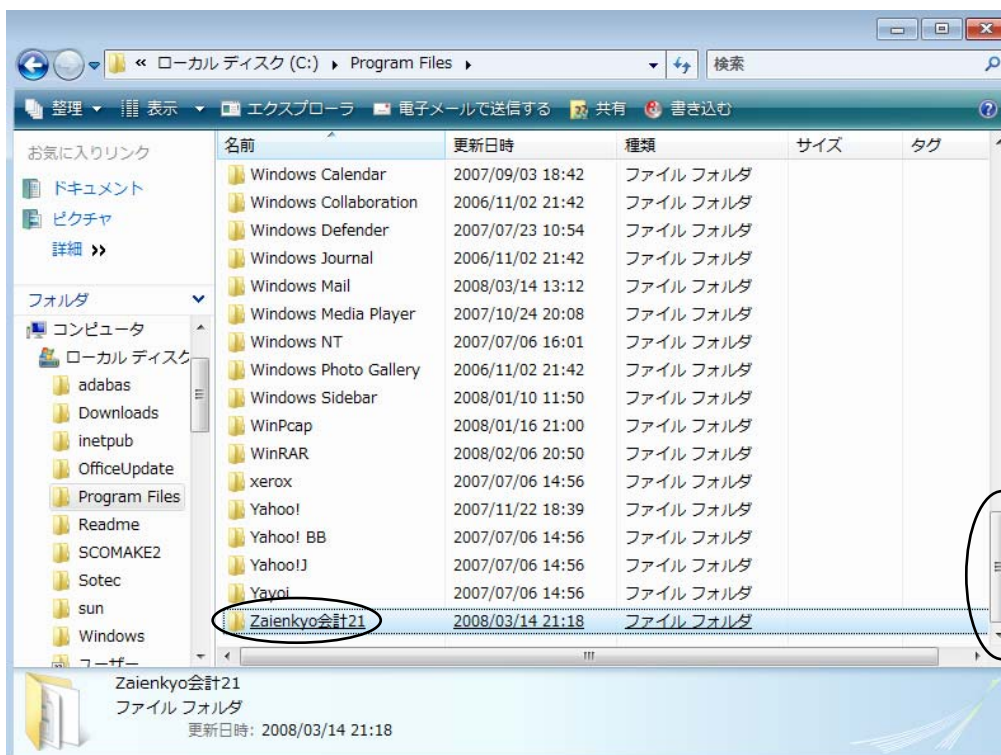 « ローカル ディスク (C:) ▸ Program Files ▸ 検索
整理 表示 エクスプローラ 電子メールで送信する 共有 書き込む
お気に入りリンク
ドキュメント
ピクチャ
詳細 »
フォルダ
コンピュータ
ローカル ディスク
adabas
Downloads
inetpub
OfficeUpdate
Program Files
Readme
SCOMAKE2
Sotec
sun
Windows
ユーザー
名前 更新日時 種類 サイズ タグ
Windows Calendar 2007/09/03 18:42 ファイル フォルダ
Windows Collaboration 2006/11/02 21:42 ファイル フォルダ
Windows Defender 2007/07/23 10:54 ファイル フォルダ
Windows Journal 2006/11/02 21:42 ファイル フォルダ
Windows Mail 2008/03/14 13:12 ファイル フォルダ
Windows Media Player 2007/10/24 20:08 ファイル フォルダ
Windows NT 2007/07/06 16:01 ファイル フォルダ
Windows Photo Gallery 2006/11/02 21:42 ファイル フォルダ
Windows Sidebar 2008/01/10 11:50 ファイル フォルダ
WinPcap 2008/01/16 21:00 ファイル フォルダ
WinRAR 2008/02/06 20:50 ファイル フォルダ
xerox 2007/07/06 14:56 ファイル フォルダ
Yahoo! 2007/11/22 18:39 ファイル フォルダ
Yahoo! BB 2007/07/06 14:56 ファイル フォルダ
Yahoo!J 2007/07/06 14:56 ファイル フォルダ
Yayoi 2007/07/06 14:56 ファイル フォルダ
Zaienkyo会計21 2008/03/14 21:18 ファイル フォルダ
Zaienkyo会計21
ファイル フォルダ
更新日時: 2008/03/14 21:18